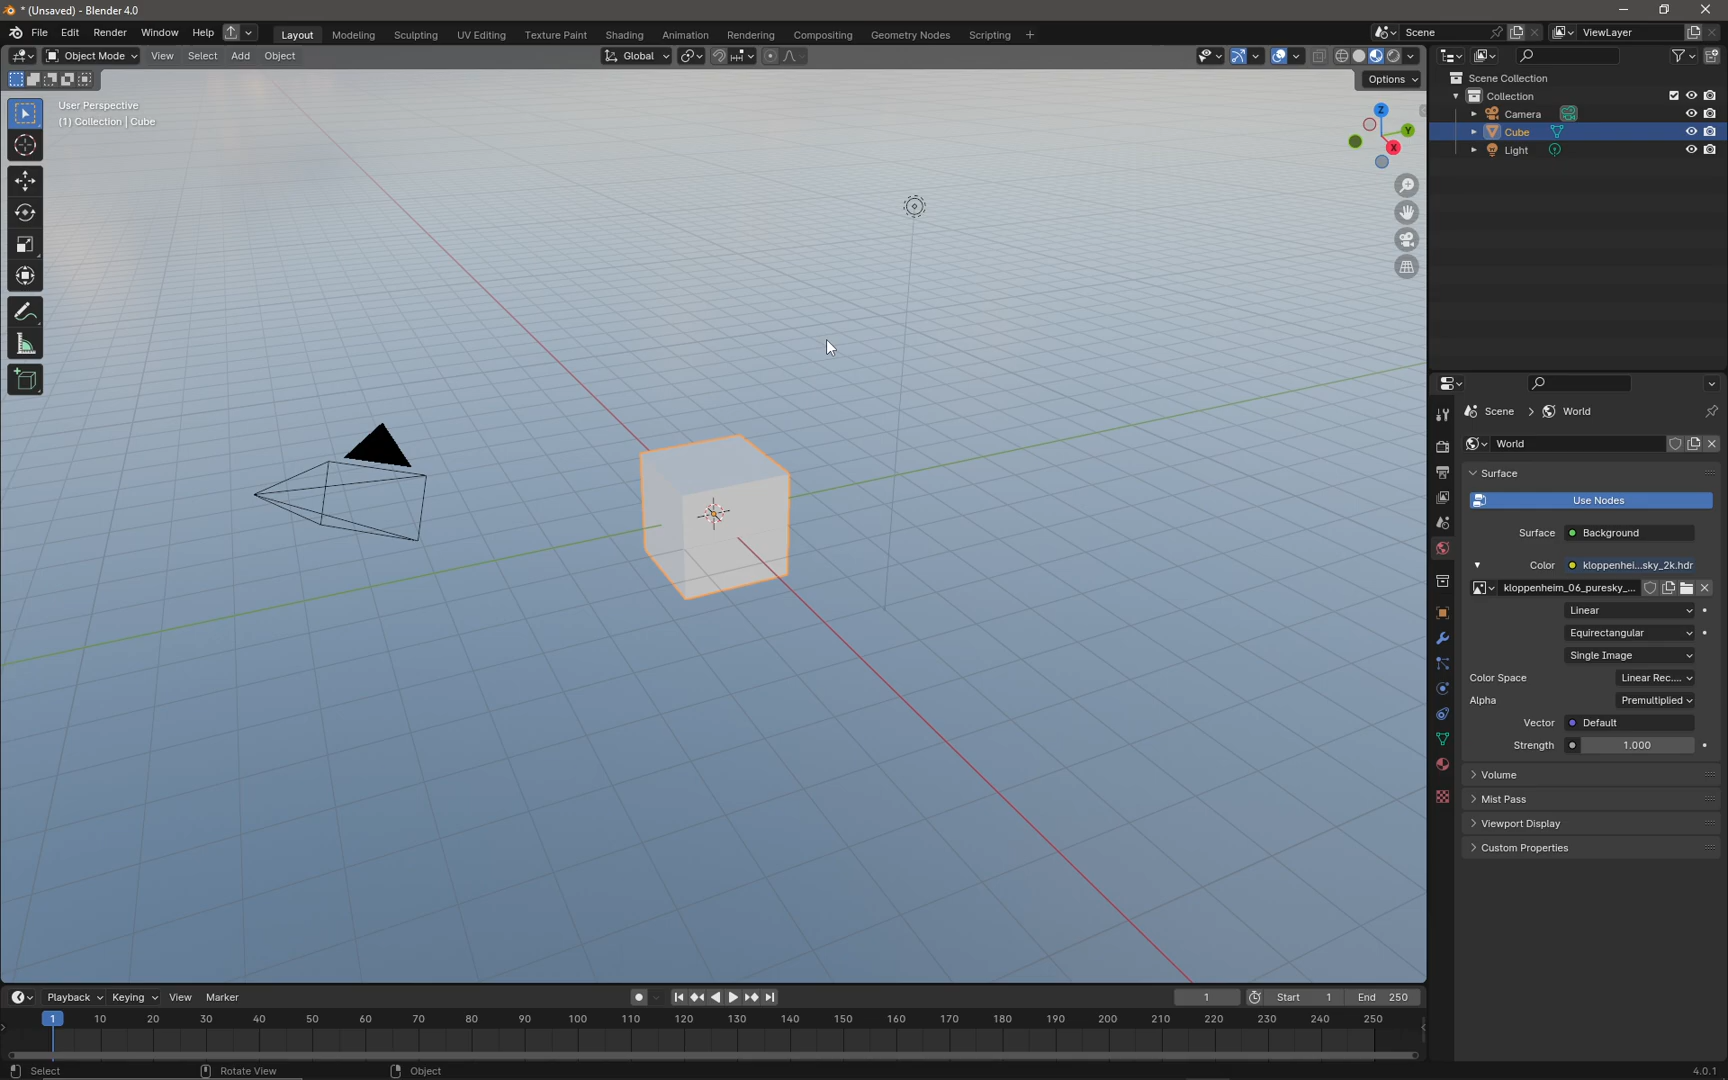 * (Unsaved) - Blender 4.0
File Edit Render Window Help Layout Modeling Sculpting UV Editing Texture Paint Shading Animation Rendering Compositing Geometry Nodes Scripting + Scene ViewLayer
Object Mode View Select Add Object Global
Options
User Perspective
(1) Collection | Cube
Z
Y
X
Scene Collection
Collection
Camera
Cube
Light
Scene > World
World
Surface
Use Nodes
Surface Background
Color kloppenhei...sky_2k.hdr
kloppenheim_06_puresky_...
Linear
Equirectangular
Single Image
Color Space Linear Rec....
Alpha Premultiplied
Vector Default
Strength 1.000
Volume
Mist Pass
Viewport Display
Custom Properties
Playback Keying View Marker 1 Start 1 End 250
1 10 20 30 40 50 60 70 80 90 100 110 120 130 140 150 160 170 180 190 200 210 220 230 240 250
Select Rotate View Object 4.0.1